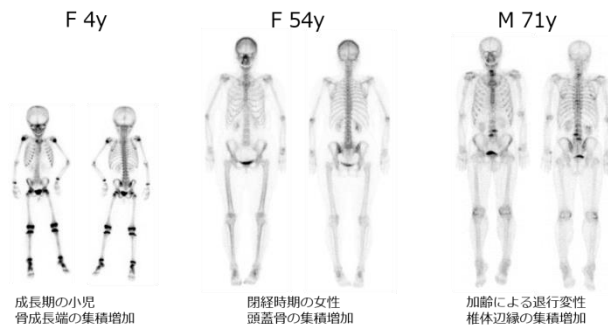 F 4y
F 54y
M 71y
成長期の小児
骨成長端の集積増加
閉経時期の女性
頭蓋骨の集積増加
加齢による退行変性
椎体辺縁の集積増加